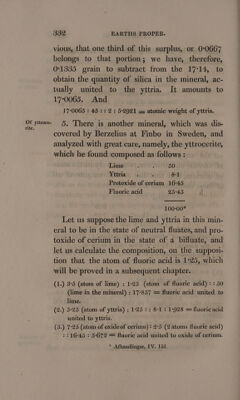 332 EARTHS PROPER.
vious, that one third of this surplus, or 0·0667
belongs to that portion; we have, therefore,
0·1335 grain to subtract from the 17·14, to
obtain the quantity of silica in the mineral, ac-
tually united to the yttria. It amounts to
17·0065. And
17·0065 : 45 : : 2 : 5·2921 = atomic weight of yttria.
Of yttrocerite. 5. There is another mineral, which was dis-
covered by Berzelius at Finbo in Sweden, and
analyzed with great care, namely, the yttrocerite,
which he found composed as follows :
Lime . . 50
Yttria . . 8·1
Protoxide of cerium 16·45
Fluoric acid 25·45
100·00*
Let us suppose the lime and yttria in this min-
eral to be in the state of neutral fluates, and pro-
toxide of cerium in the state of a bifluate, and
let us calculate the composition, on the supposi-
tion that the atom of fluoric acid is 1·25, which
will be proved in a subsequent chapter.
(1.) 3·5 (atom of lime) : 1·25 (atom of fluoric acid) : : 50
(lime in the mineral) : 17·857 = fluoric acid united to
lime.
(2.) 5·25 (atom of yttria) : 1·25 : : 8·1 : 1·928 = fluoric acid
united to yttria.
(3.) 7·25 (atom of oxide of cerium) : 2·5 (2 atoms fluoric acid)
: : 16·45 : 5·672 = fluoric acid united to oxide of cerium.
* Afhandlingar, IV. 151.